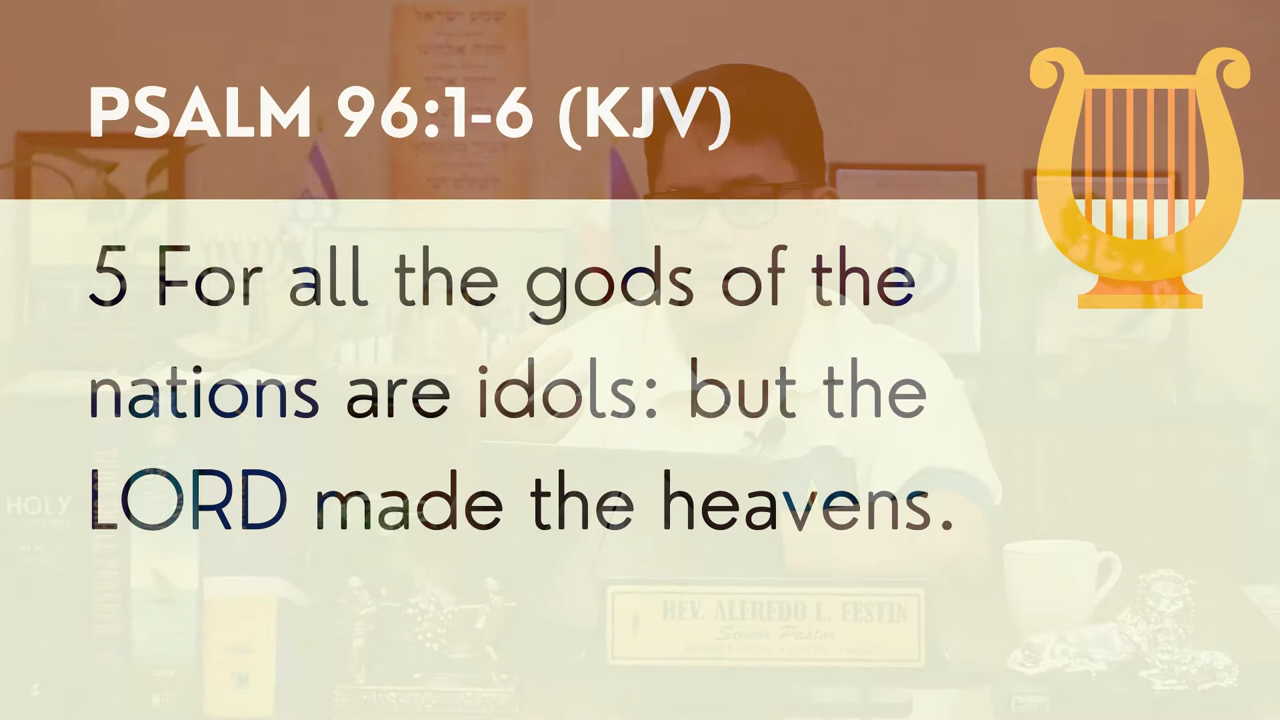 PSALM 96:1-6 (KJV)
5 For all the gods of the
nations are idols: but the
LORD made the heavens.
HOLY
REV. ALFREDO L. FESTIN
Senior Pastor